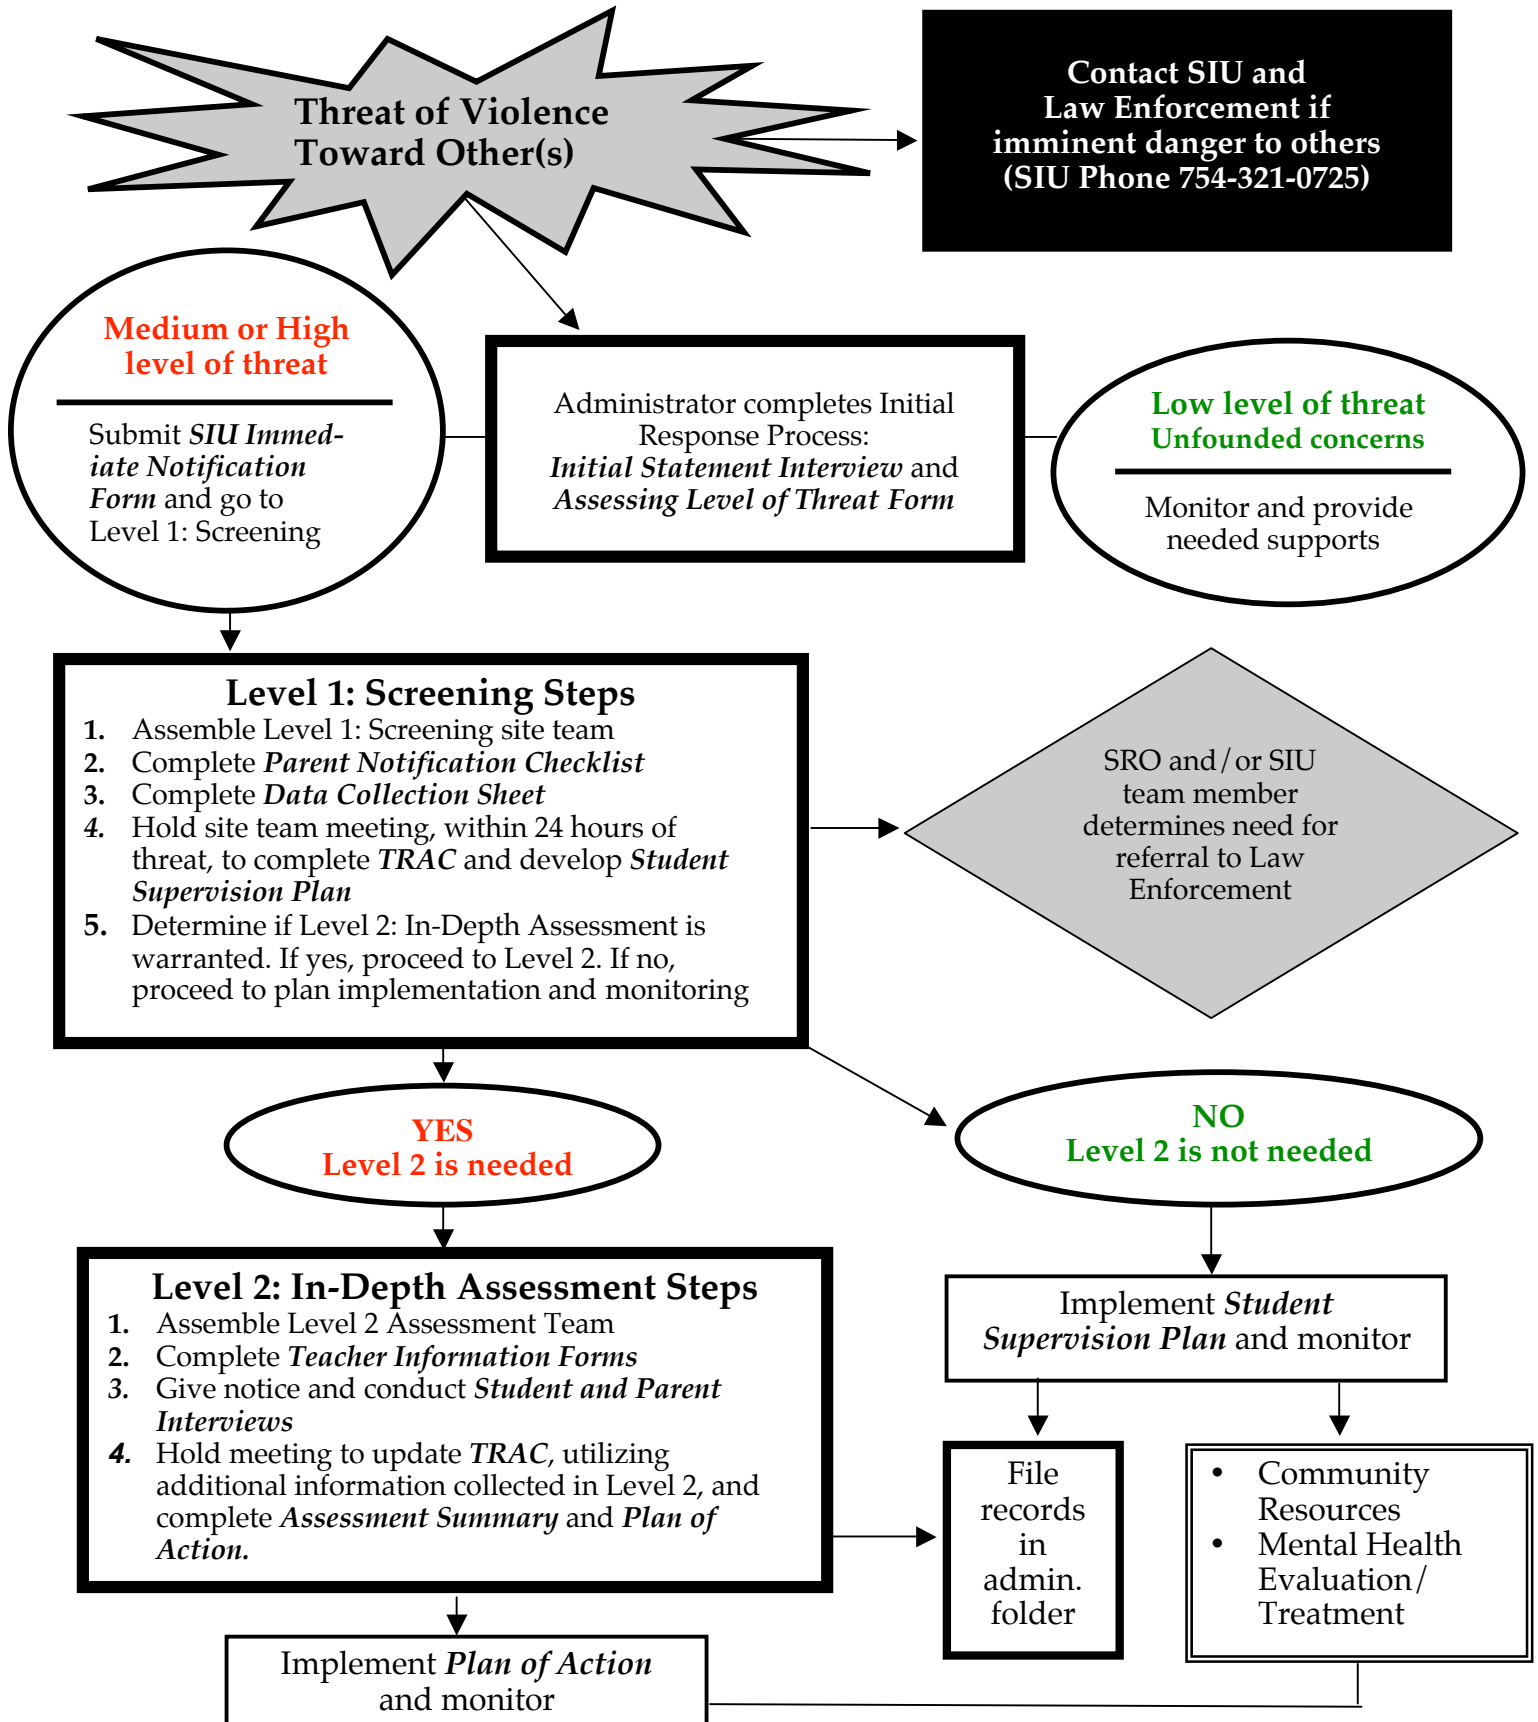 Threat of Violence
Toward Other(s)
Contact SIU and
Law Enforcement if
imminent danger to others
(SIU Phone 754-321-0725)
Medium or High
level of threat
Submit SIU Immed-
iate Notification
Form and go to
Level 1: Screening
Administrator completes Initial
Response Process:
Initial Statement Interview and
Assessing Level of Threat Form
Low level of threat
Unfounded concerns
Monitor and provide
needed supports
Level 1: Screening Steps
1. Assemble Level 1: Screening site team
2. Complete Parent Notification Checklist
3. Complete Data Collection Sheet
4. Hold site team meeting, within 24 hours of
threat, to complete TRAC and develop Student
Supervision Plan
5. Determine if Level 2: In-Depth Assessment is
warranted. If yes, proceed to Level 2. If no,
proceed to plan implementation and monitoring
SRO and/or SIU
team member
determines need for
referral to Law
Enforcement
YES
Level 2 is needed
NO
Level 2 is not needed
Level 2: In-Depth Assessment Steps
1. Assemble Level 2 Assessment Team
2. Complete Teacher Information Forms
3. Give notice and conduct Student and Parent
Interviews
4. Hold meeting to update TRAC, utilizing
additional information collected in Level 2, and
complete Assessment Summary and Plan of
Action.
Implement Student
Supervision Plan and monitor
File
records
in
admin.
folder
• Community
Resources
• Mental Health
Evaluation/
Treatment
Implement Plan of Action
and monitor